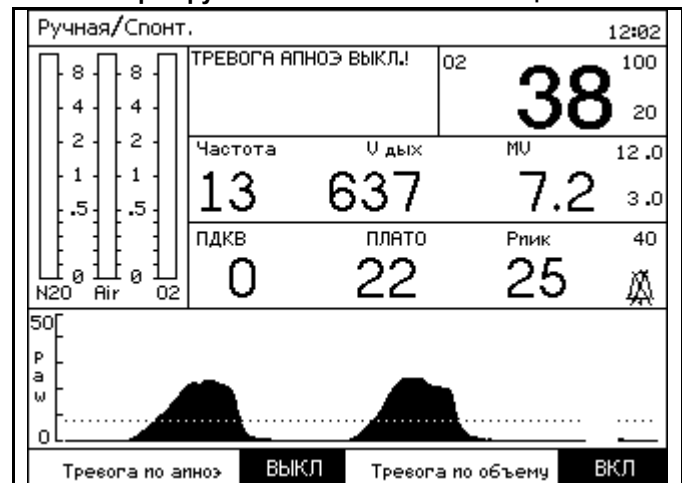 Ручная/Спонт.
12:02
8 8
4 4
2 2
1 1
.5 .5
0 0
N2O Air O2
ТРЕВОГА АПНОЭ ВЫКЛ.!
O2 38 100
20
Частота V дых MV 12.0
13 637 7.2 3.0
ПДКВ ПЛАТО Pпик 40
0 22 25
50
Paw
0
Тревога по апноэ ВЫКЛ Тревога по объему ВКЛ